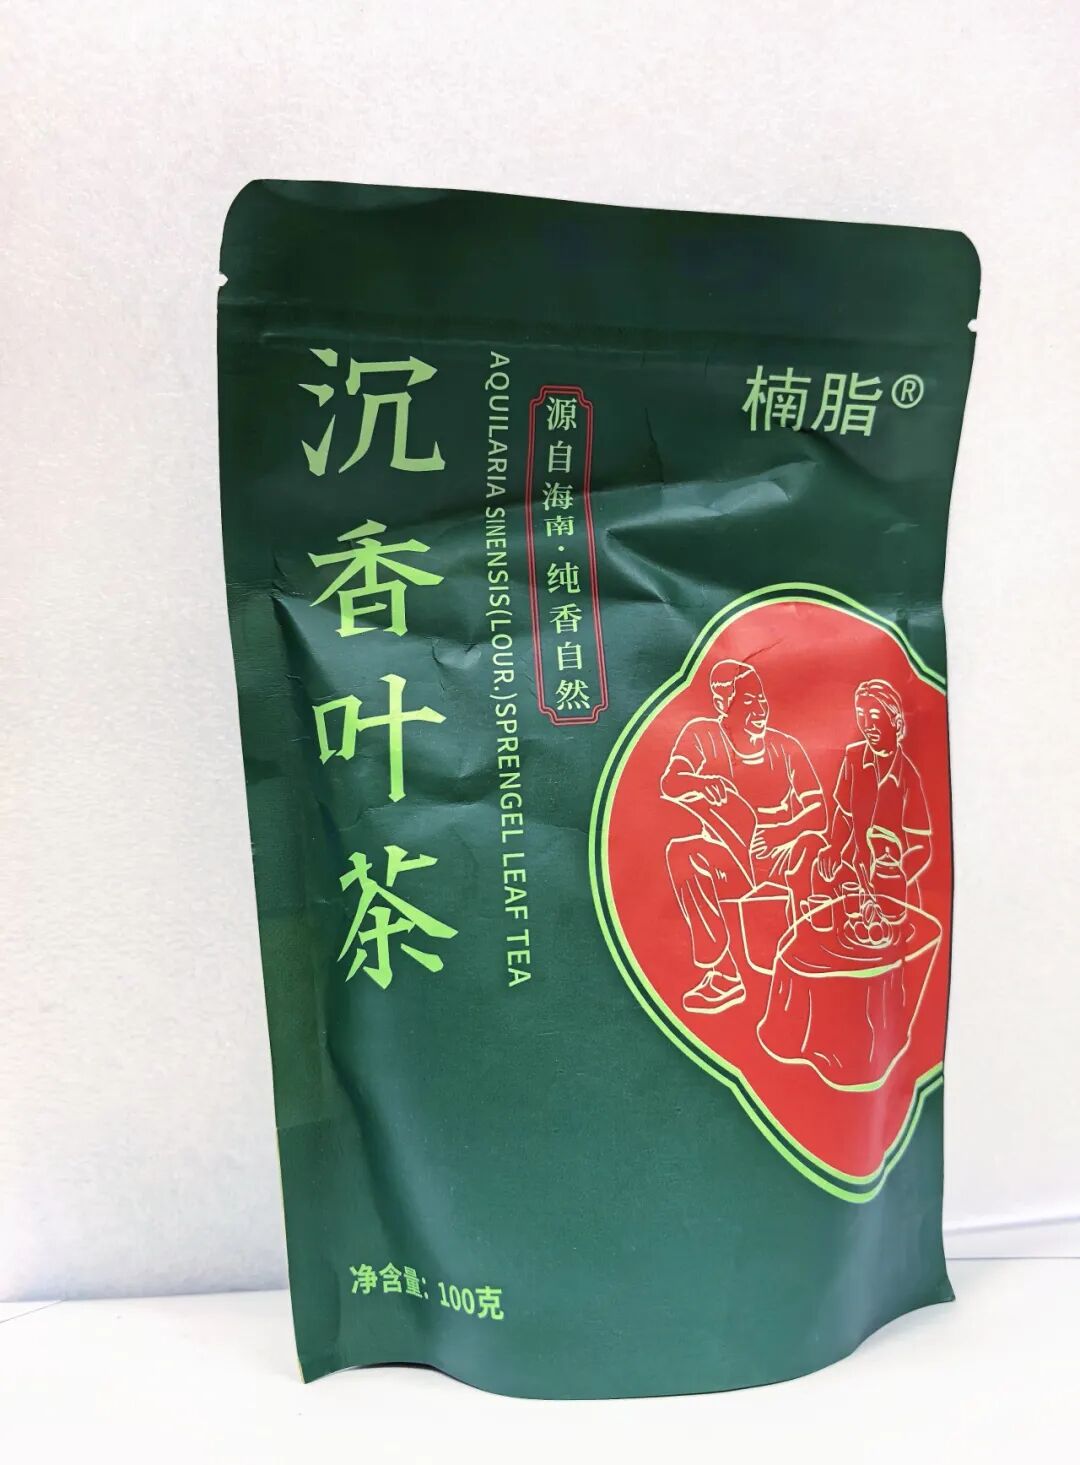 楠脂®
沉香叶茶
AQUILARIA SINENSIS(LOUR.)SPRENGEL LEAF TEA
源自海南·纯香自然
净含量：100克